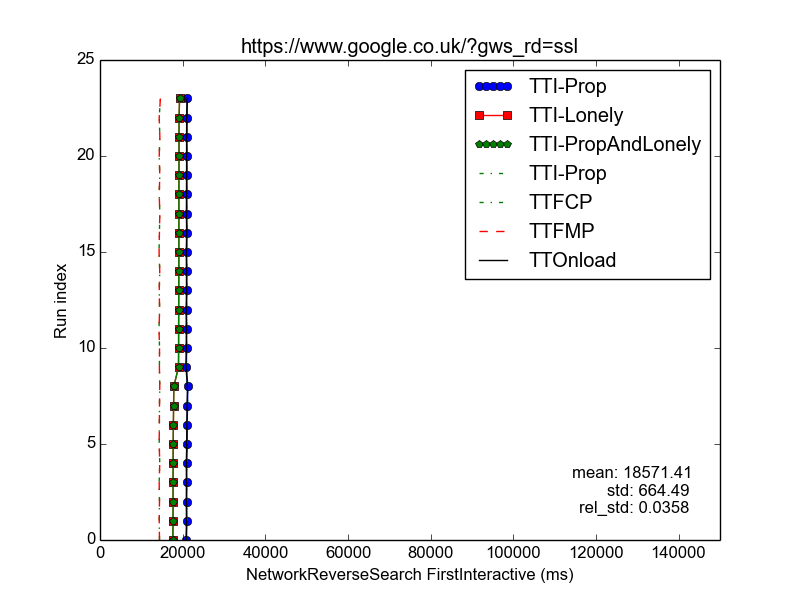 https://www.google.co.uk/?gws_rd=ssl
TTI-Prop
TTI-Lonely
TTI-PropAndLonely
TTI-Prop
TTFCP
TTFMP
TTOnload
Run index
25
20
15
10
5
0
mean: 18571.41
std: 664.49
rel_std: 0.0358
0 20000 40000 60000 80000 100000 120000 140000
NetworkReverseSearch FirstInteractive (ms)